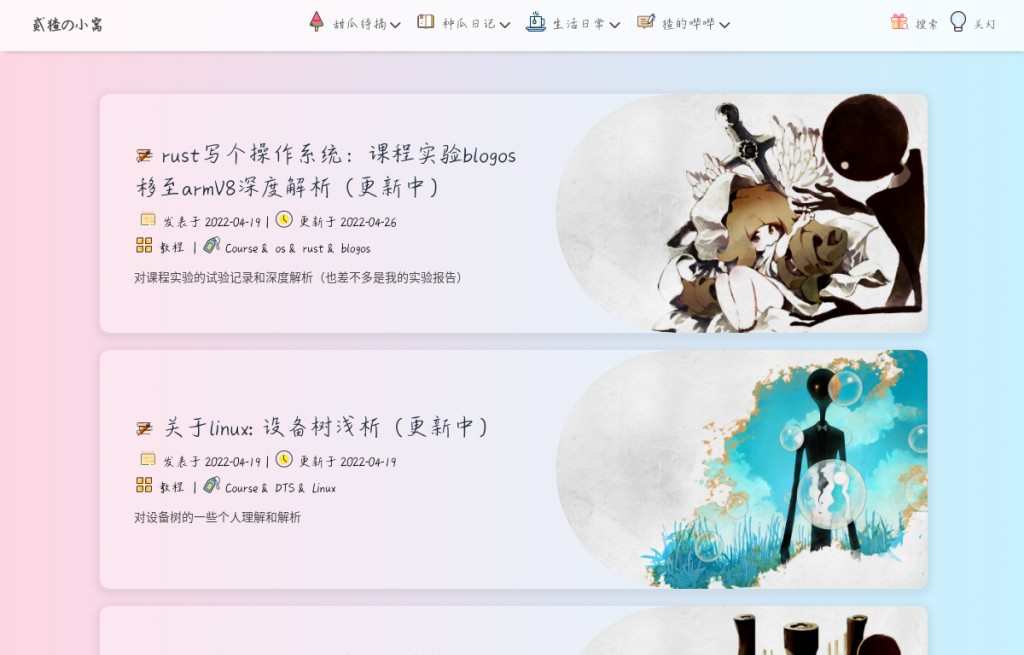 贰猹の小窝
甜瓜待摘
种瓜日记
生活日常
猹的哔哔
搜索
关灯
rust写个操作系统：课程实验blogos
移至armV8深度解析（更新中）
发表于 2022-04-19 | 更新于 2022-04-26
教程 | Course & os & rust & blogos
对课程实验的试验记录和深度解析（也差不多是我的实验报告）
关于linux: 设备树浅析（更新中）
发表于 2022-04-19 | 更新于 2022-04-19
教程 | Course & DTS & Linux
对设备树的一些个人理解和解析